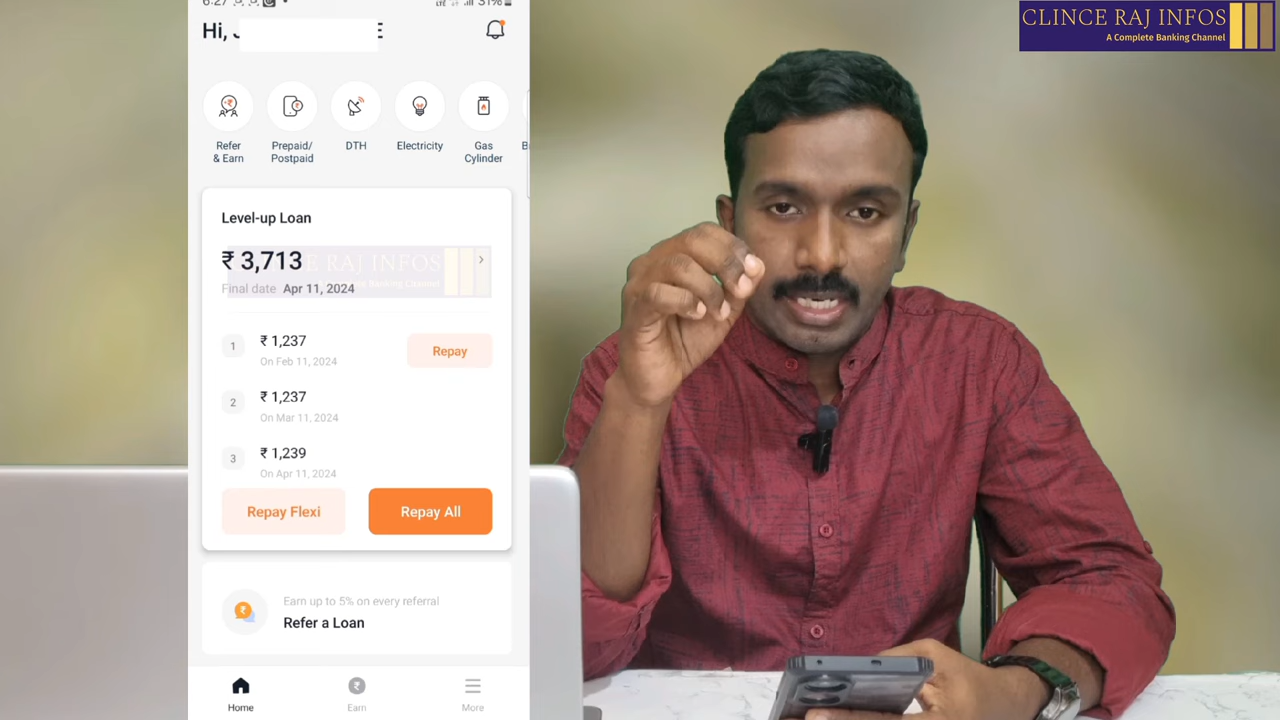 6:27 31%
Hi,
CLINCE RAJ INFOS
A Complete Banking Channel
Refer
& Earn
Prepaid/
Postpaid
DTH
Electricity
Gas
Cylinder
Level-up Loan
₹ 3,713
Final date Apr 11, 2024
1
₹ 1,237
On Feb 11, 2024
Repay
2
₹ 1,237
On Mar 11, 2024
3
₹ 1,239
On Apr 11, 2024
Repay Flexi
Repay All
Earn up to 5% on every referral
Refer a Loan
Home
Earn
More